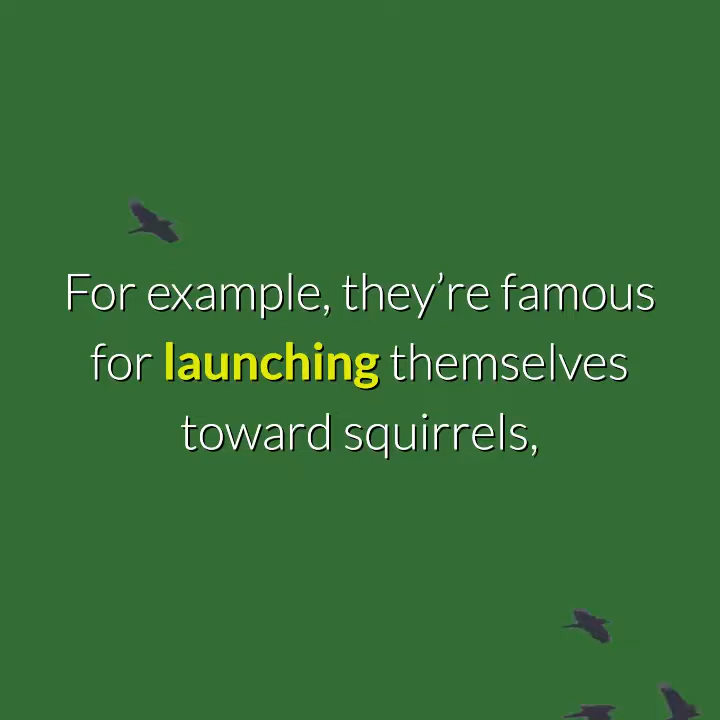 For example, they’re famous
for launching themselves
toward squirrels,